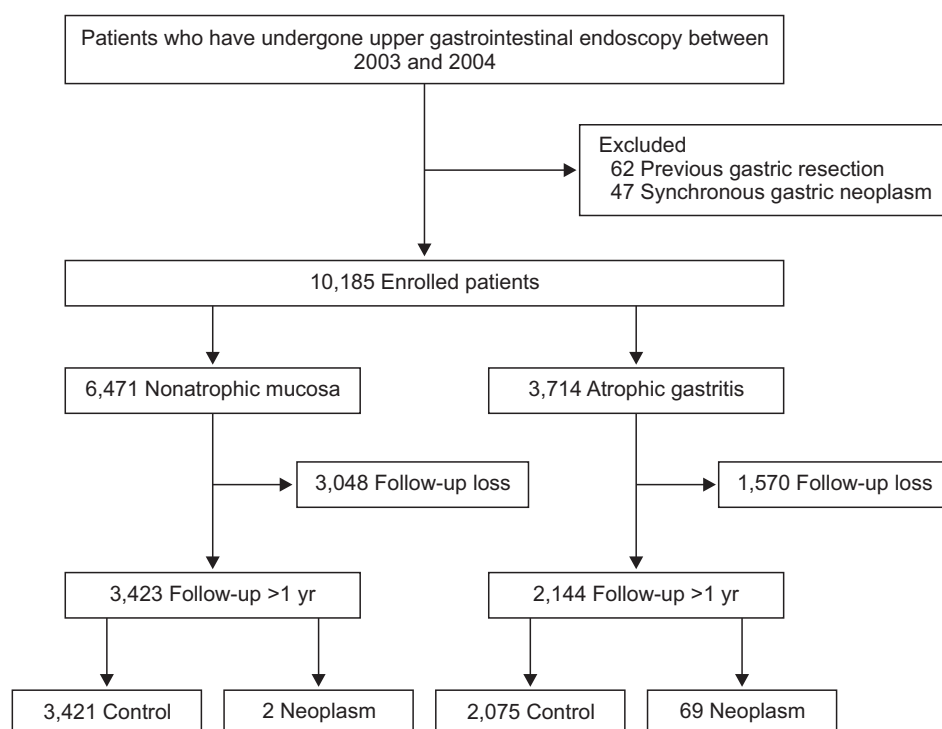 Patients who have undergone upper gastrointestinal endoscopy between
2003 and 2004
Excluded
62 Previous gastric resection
47 Synchronous gastric neoplasm
10,185 Enrolled patients
6,471 Nonatrophic mucosa
3,714 Atrophic gastritis
3,048 Follow-up loss
1,570 Follow-up loss
3,423 Follow-up >1 yr
2,144 Follow-up >1 yr
3,421 Control
2 Neoplasm
2,075 Control
69 Neoplasm